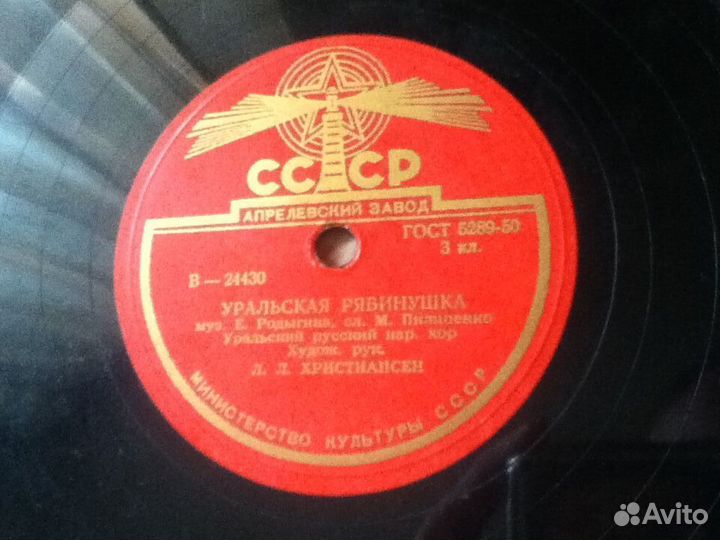 СССР
АПРЕЛЕВСКИЙ ЗАВОД
ГОСТ 5289-50
3 кл.
В — 24430
УРАЛЬСКАЯ РЯБИНУШКА
муз. Е. Родыгина, сл. М. Пилипенко
Уральский русский нар. хор
Худож. рук.
Л. Л. ХРИСТИАНСЕН
МИНИСТЕРСТВО КУЛЬТУРЫ СССР
Avito